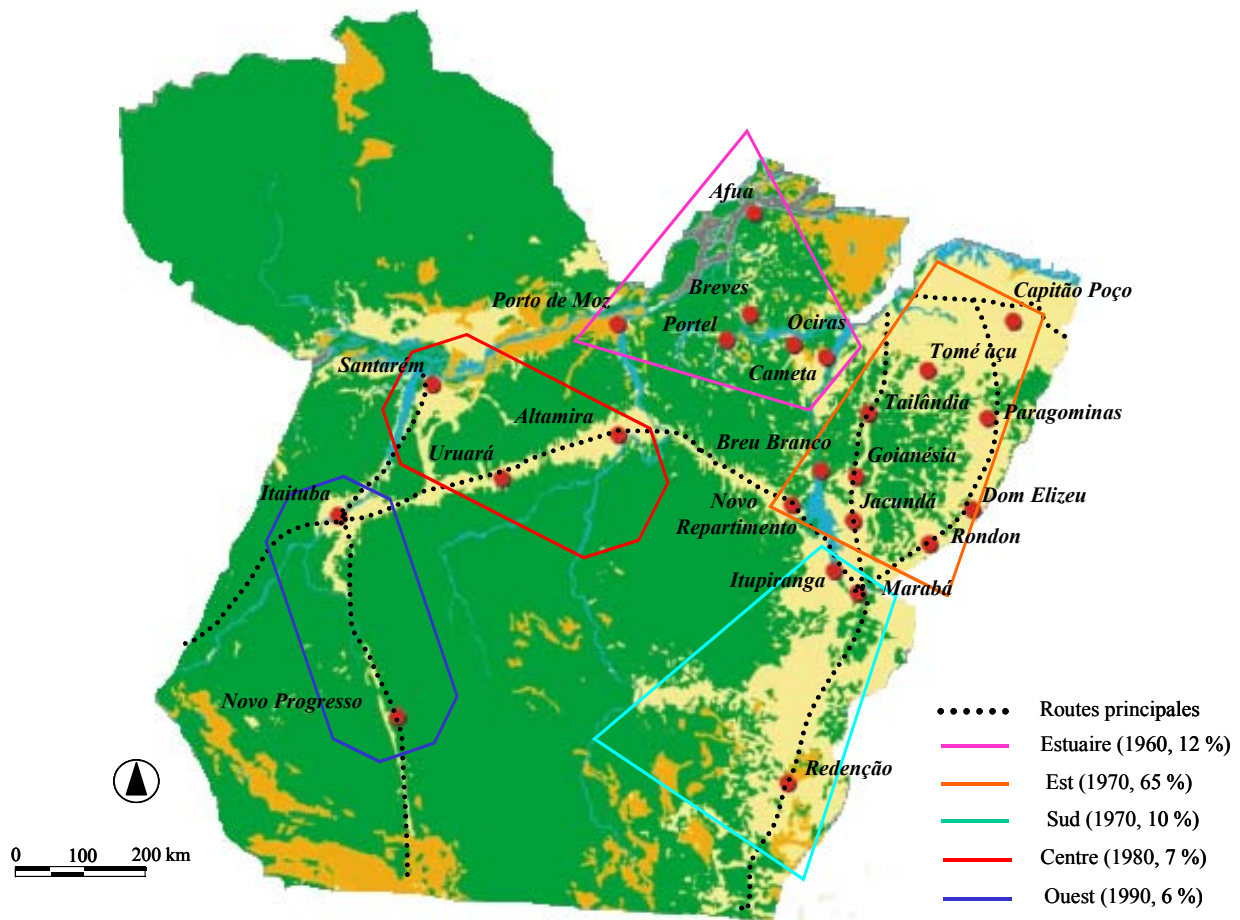 Afua
Capitão Poço
Porto de Moz
Breves
Portel
Ociras
Tomé açu
Santarém
Cameta
Tailândia
Paragominas
Altamira
Breu Branco
Goianésia
Uruará
Itaituba
Novo
Repartimento
Jacundá
Dom Elizeu
Rondon
Itupiranga
Marabá
Novo Progresso
Redenção
Routes principales
Estuaire (1960, 12 %)
Est (1970, 65 %)
Sud (1970, 10 %)
Centre (1980, 7 %)
Ouest (1990, 6 %)
0 100 200 km